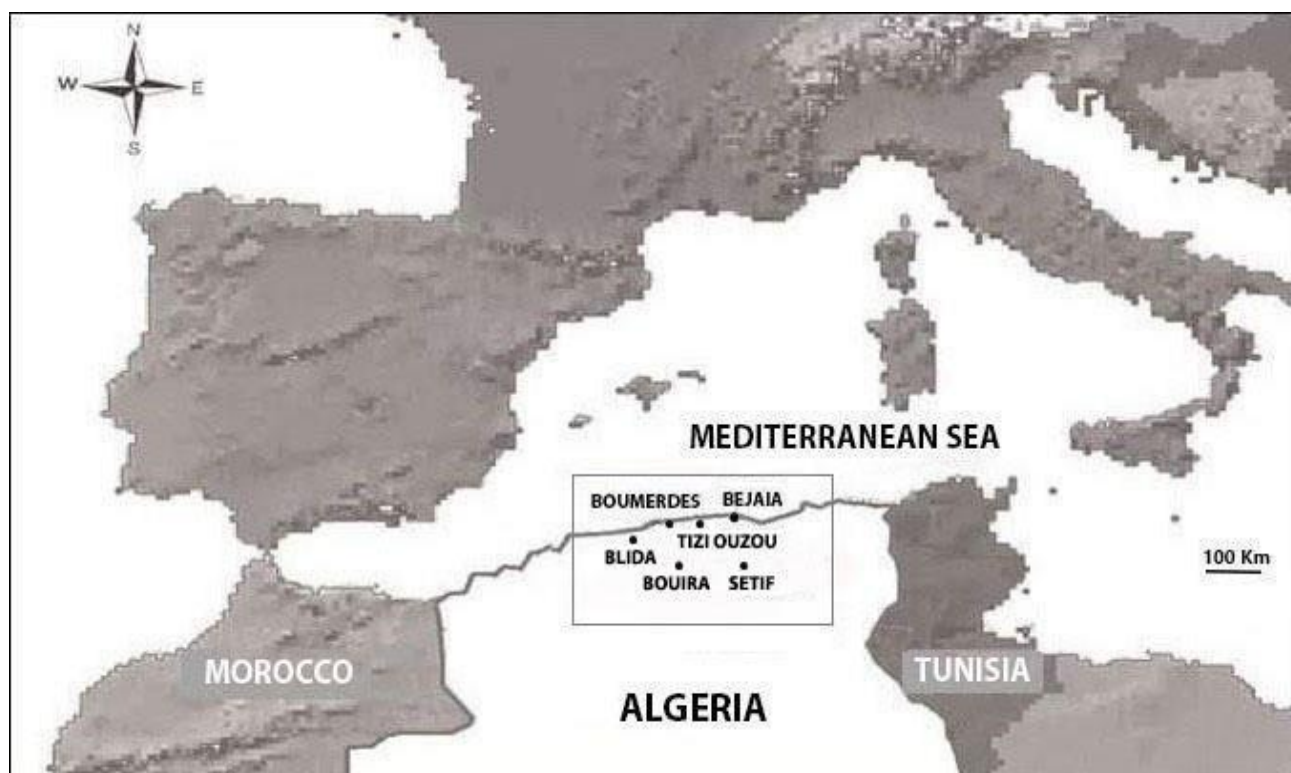 N
W E
S
MEDITERRANEAN SEA
BOUMERDES BEJAIA
TIZI OUZOU
BLIDA
BOUIRA SETIF
100 Km
MOROCCO
TUNISIA
ALGERIA